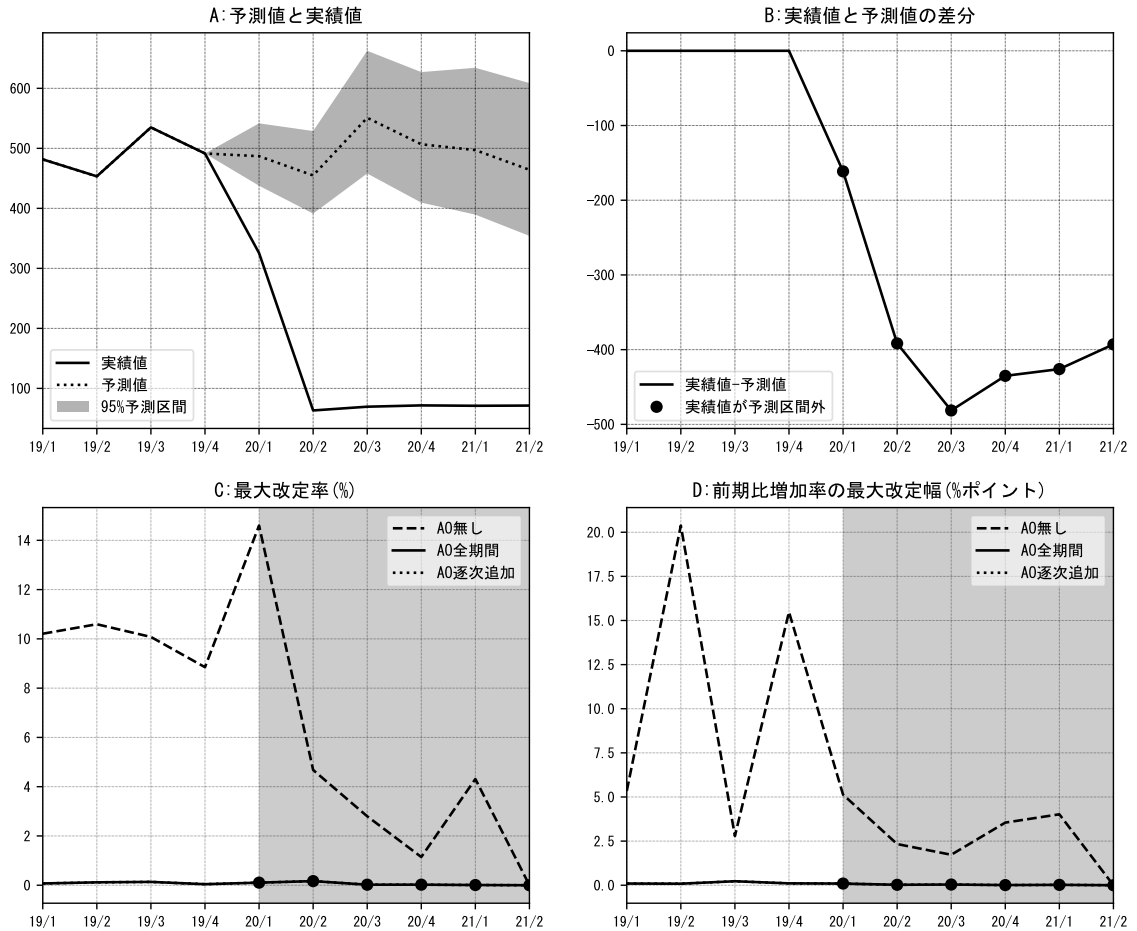 A:予測値と実績値
600
500
400
300
200
100
実績値
予測値
95%予測区間
19/1 19/2 19/3 19/4 20/1 20/2 20/3 20/4 21/1 21/2
B:実績値と予測値の差分
0
−100
−200
−300
−400
−500
実績値−予測値
実績値が予測区間外
19/1 19/2 19/3 19/4 20/1 20/2 20/3 20/4 21/1 21/2
C:最大改定率(%)
14
12
10
8
6
4
2
0
AO無し
AO全期間
AO逐次追加
19/1 19/2 19/3 19/4 20/1 20/2 20/3 20/4 21/1 21/2
D:前期比増加率の最大改定幅(%ポイント)
20.0
17.5
15.0
12.5
10.0
7.5
5.0
2.5
0.0
AO無し
AO全期間
AO逐次追加
19/1 19/2 19/3 19/4 20/1 20/2 20/3 20/4 21/1 21/2